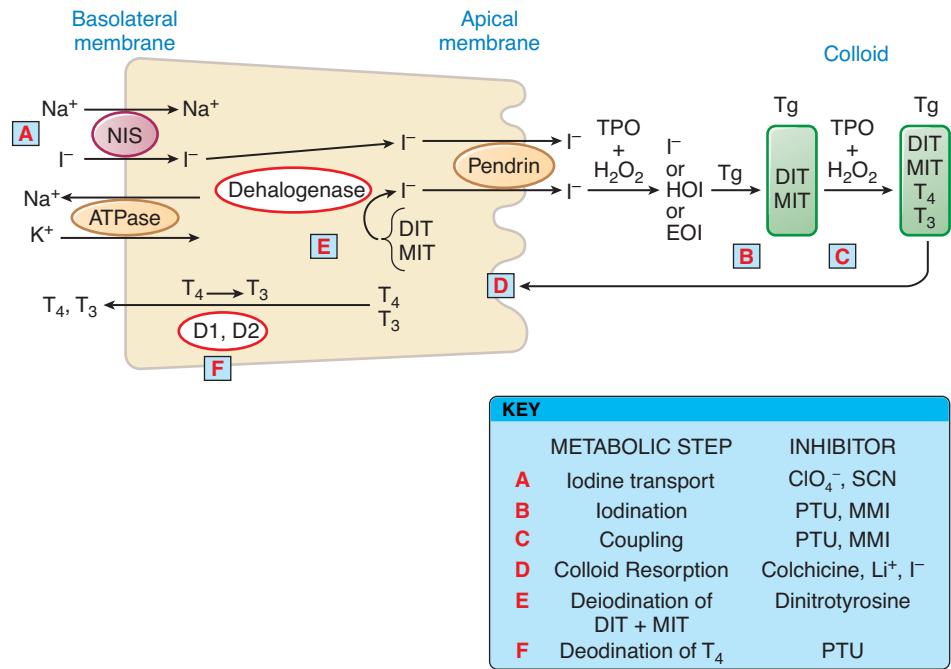 Basolateral
membrane
Apical
membrane
Colloid
A
Na⁺
Na⁺
NIS
I⁻
I⁻
I⁻
Pendrin
I⁻
TPO
+
H₂O₂
I⁻
or
HOI
or
EOI
Tg
Tg
DIT
MIT
TPO
+
H₂O₂
Tg
DIT
MIT
T₄
T₃
Na⁺
ATPase
K⁺
Dehalogenase
I⁻
I⁻
DIT
MIT
E
B
C
D
T₄, T₃
T₄
T₃
T₄
T₃
D1, D2
F
KEY
METABOLIC STEP INHIBITOR
A Iodine transport ClO₄⁻, SCN
B Iodination PTU, MMI
C Coupling PTU, MMI
D Colloid Resorption Colchicine, Li⁺, I⁻
E Deiodination of Dinitrotyrosine
DIT + MIT
F Deodination of T₄ PTU